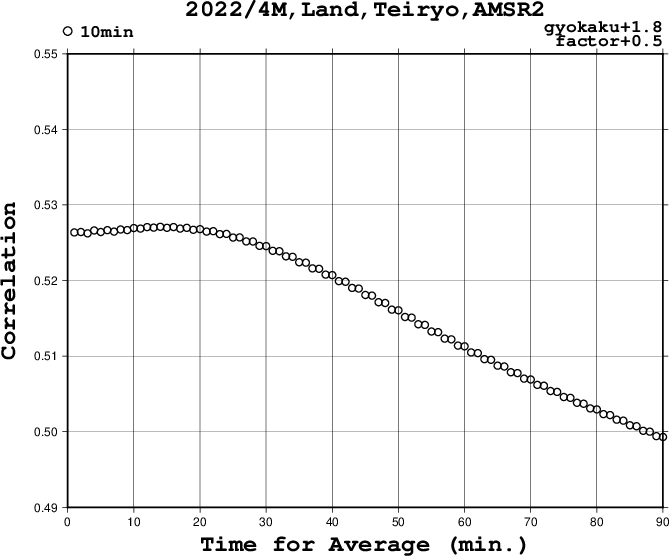 2022/4M,Land,Teiryo,AMSR2
10min
gyokaku+1.8
factor+0.5
0.55
0.54
0.53
0.52
0.51
0.50
0.49
Correlation
0 10 20 30 40 50 60 70 80 90
Time for Average (min.)